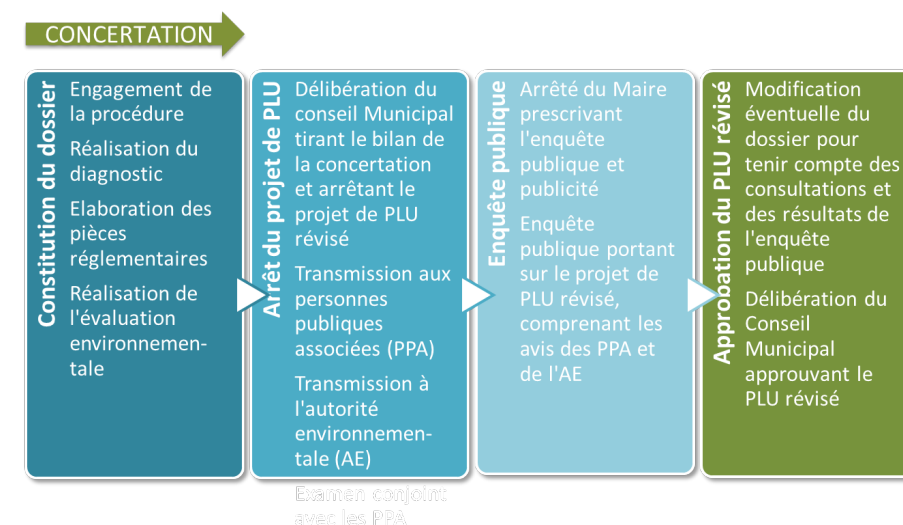 CONCERTATION
Constitution du dossier
Engagement de
la procédure
Réalisation du
diagnostic
Elaboration des
pièces
réglementaires
Réalisation de
l'évaluation
environnemen-
tale
Arrêt du projet de PLU
Délibération du
conseil Municipal
tirant le bilan de
la concertation
et arrêtant le
projet de PLU
révisé
Transmission aux
personnes
publiques
associées (PPA)
Transmission à
l'autorité
environnemen-
tale (AE)
Examen conjoint
avec les PPA
Enquête publique
Arrêté du Maire
prescrivant
l'enquête
publique et
publicité
Enquête
publique portant
sur le projet de
PLU révisé,
comprenant les
avis des PPA et
de l'AE
Approbation du PLU révisé
Modification
éventuelle du
dossier pour
tenir compte des
consultations et
des résultats de
l'enquête
publique
Délibération du
Conseil
Municipal
approuvant le
PLU révisé